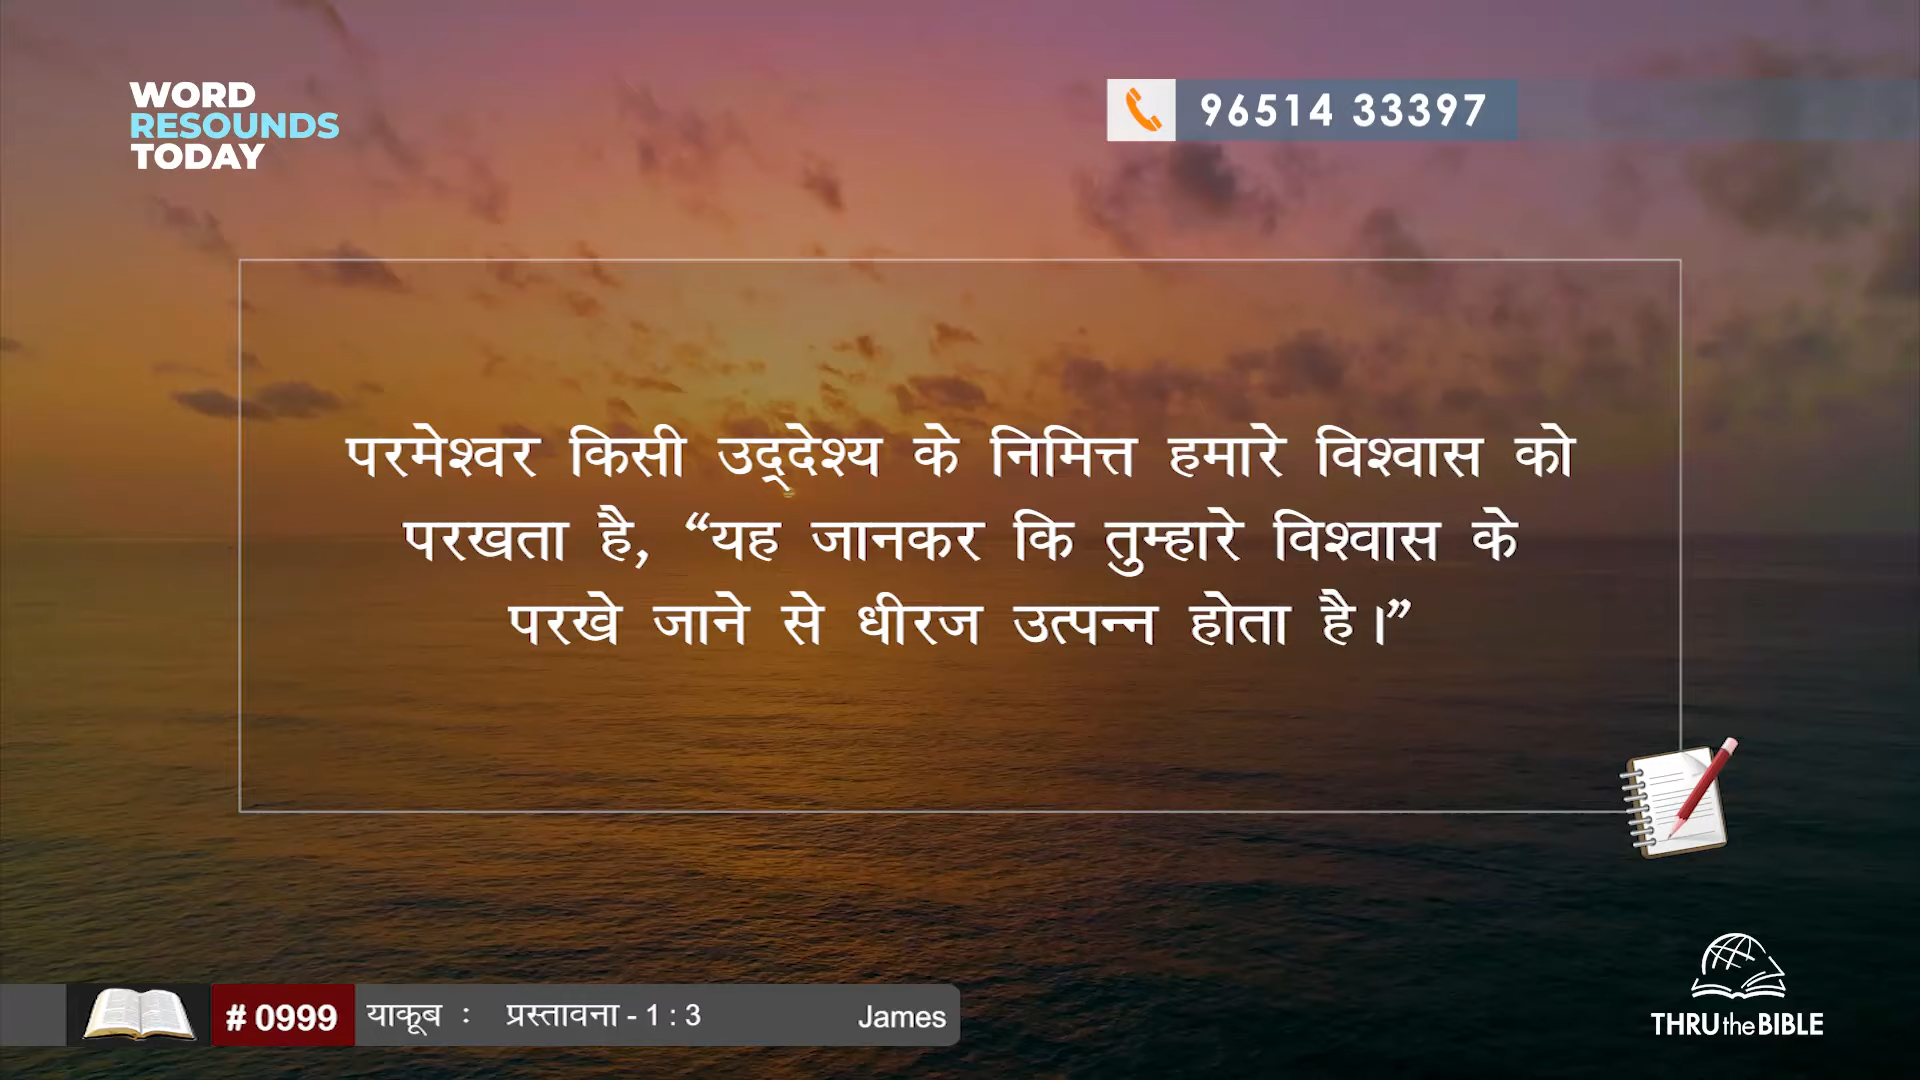 WORD
RESOUNDS
TODAY
96514 33397
परमेश्वर किसी उद्‌देश्य के निमित्त हमारे विश्वास को
परखता है, “यह जानकर कि तुम्हारे विश्वास के
परखे जाने से धीरज उत्पन्न होता है।”
# 0999 याकूब : प्रस्तावना - 1 : 3 James
THRU the BIBLE